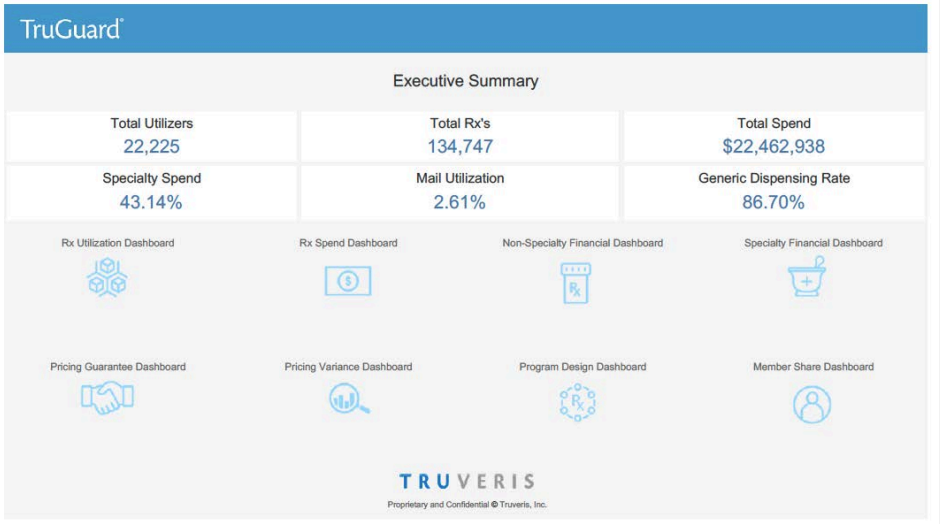 TruGuard®
Executive Summary
Total Utilizers
22,225
Total Rx's
134,747
Total Spend
$22,462,938
Specialty Spend
43.14%
Mail Utilization
2.61%
Generic Dispensing Rate
86.70%
Rx Utilization Dashboard
Rx Spend Dashboard
$
Non-Specialty Financial Dashboard
Rx
Specialty Financial Dashboard
Pricing Guarantee Dashboard
Pricing Variance Dashboard
Program Design Dashboard
Rx
Member Share Dashboard
TRUVERIS
Proprietary and Confidential © Truveris, Inc.